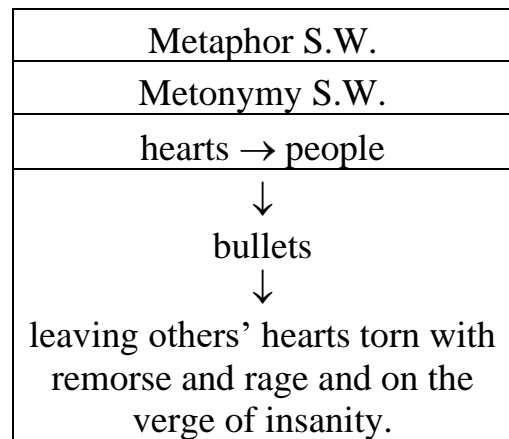 Metaphor S.W.
Metonymy S.W.
hearts → people
↓
bullets
↓
leaving others’ hearts torn with
remorse and rage and on the
verge of insanity.